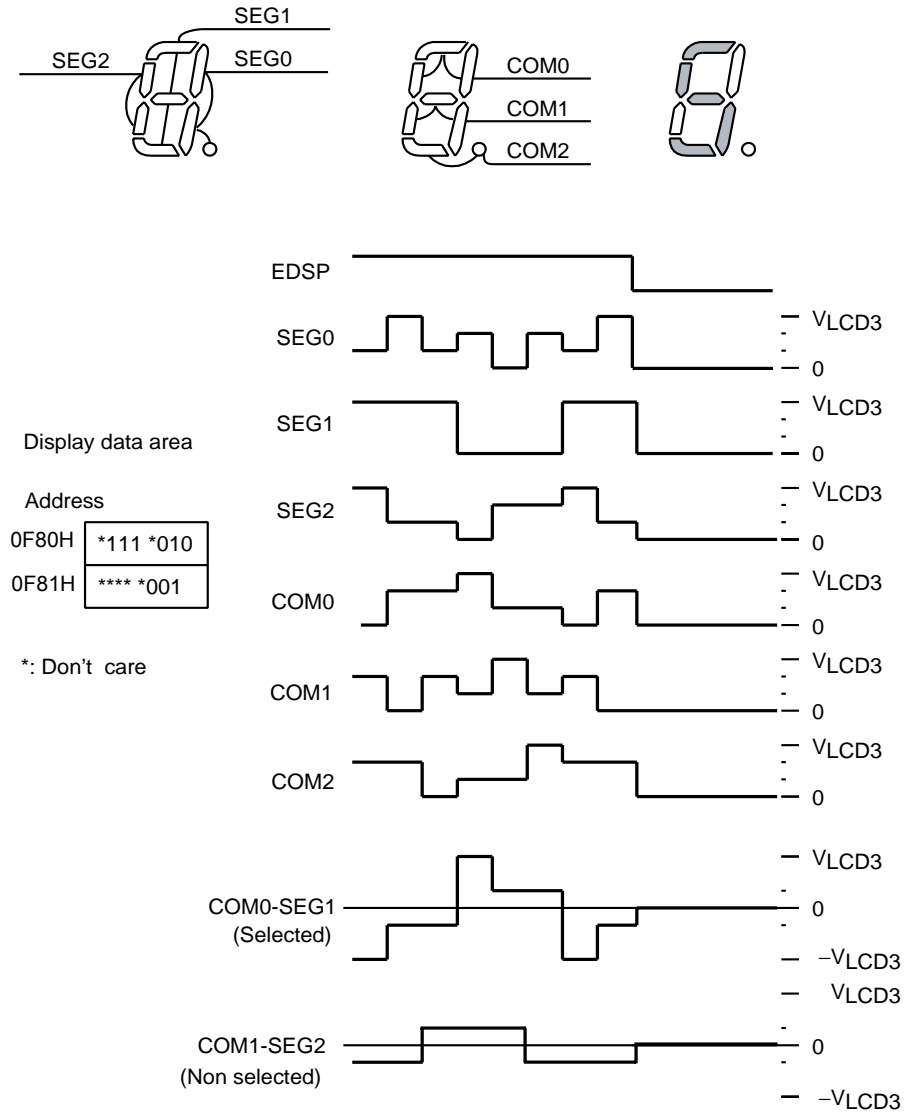 SEG1
SEG2
SEG0
COM0
COM1
COM2
EDSP
SEG0
VLCD3
0
SEG1
VLCD3
0
Display data area
SEG2
VLCD3
0
Address
0F80H *111 *010
0F81H **** *001
COM0
VLCD3
0
*: Don't care
COM1
VLCD3
0
COM2
VLCD3
0
COM0-SEG1
(Selected)
VLCD3
0
−VLCD3
COM1-SEG2
(Non selected)
VLCD3
0
−VLCD3